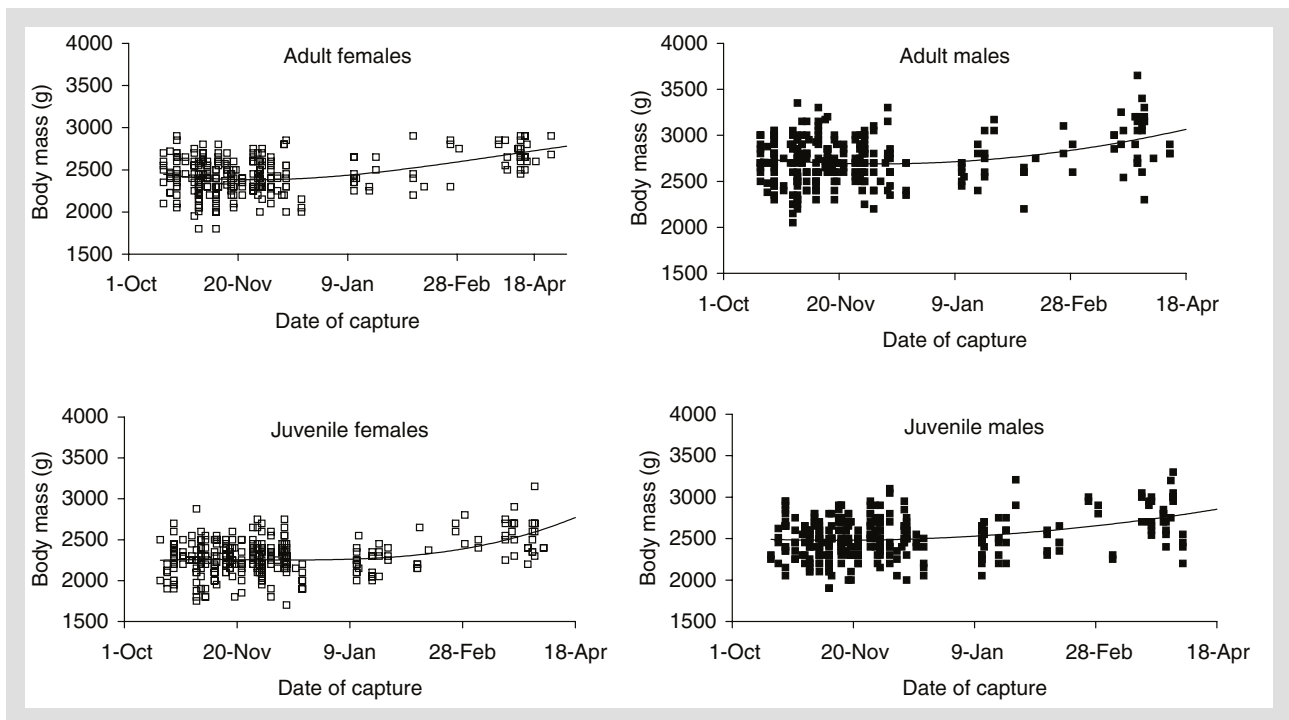 Adult females
Body mass (g)
4000
3500
3000
2500
2000
1500
1-Oct 20-Nov 9-Jan 28-Feb 18-Apr
Date of capture
Adult males
Body mass (g)
4000
3500
3000
2500
2000
1500
1-Oct 20-Nov 9-Jan 28-Feb 18-Apr
Date of capture
Juvenile females
Body mass (g)
4000
3500
3000
2500
2000
1500
1-Oct 20-Nov 9-Jan 28-Feb 18-Apr
Date of capture
Juvenile males
Body mass (g)
4000
3500
3000
2500
2000
1500
1-Oct 20-Nov 9-Jan 28-Feb 18-Apr
Date of capture